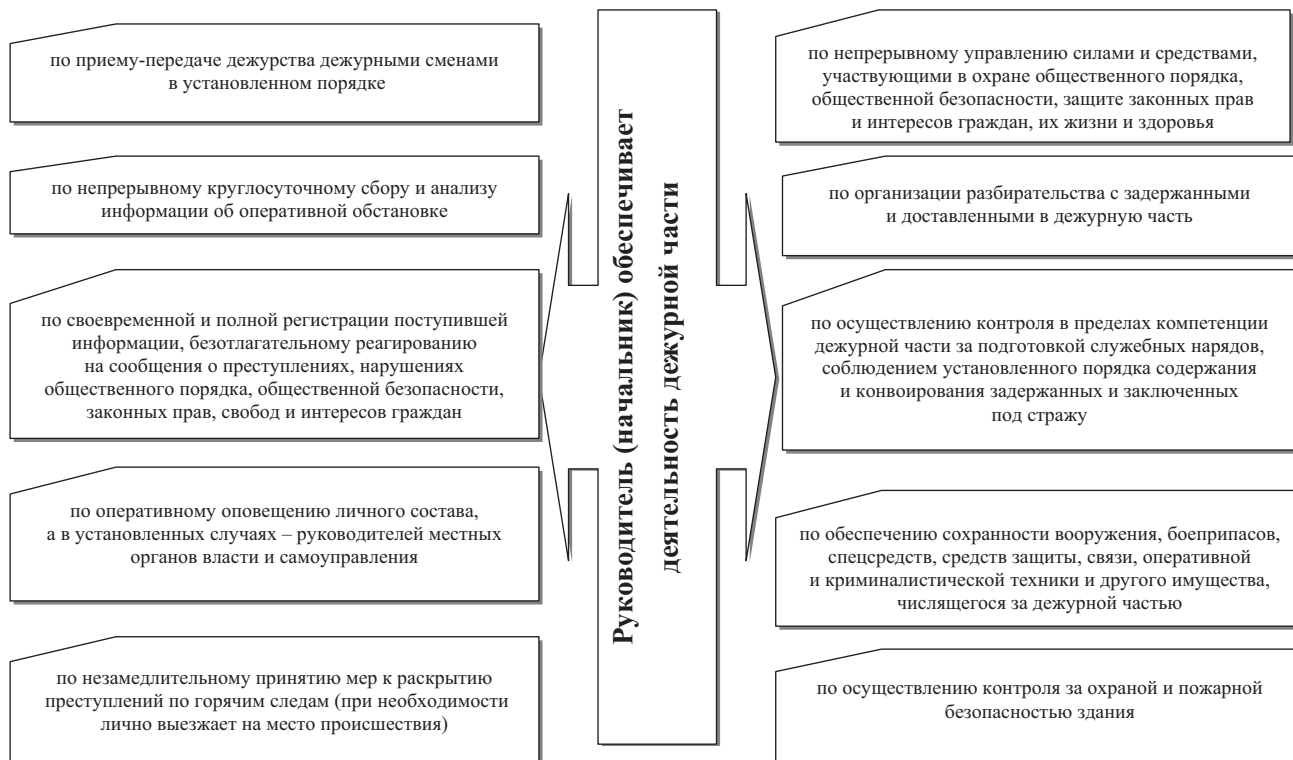 по приему-передаче дежурства дежурными сменами
в установленном порядке
по непрерывному круглосуточному сбору и анализу
информации об оперативной обстановке
по своевременной и полной регистрации поступившей
информации, безотлагательному реагированию
на сообщения о преступлениях, нарушениях
общественного порядка, общественной безопасности,
законных прав, свобод и интересов граждан
по оперативному оповещению личного состава,
а в установленных случаях – руководителей местных
органов власти и самоуправления
по незамедлительному принятию мер к раскрытию
преступлений по горячим следам (при необходимости
лично выезжает на место происшествия)
Руководитель (начальник) обеспечивает
деятельность дежурной части
по непрерывному управлению силами и средствами,
участвующими в охране общественного порядка,
общественной безопасности, защите законных прав
и интересов граждан, их жизни и здоровья
по организации разбирательства с задержанными
и доставленными в дежурную часть
по осуществлению контроля в пределах компетенции
дежурной части за подготовкой служебных нарядов,
соблюдением установленного порядка содержания
и конвоирования задержанных и заключенных
под стражу
по обеспечению сохранности вооружения, боеприпасов,
спецсредств, средств защиты, связи, оперативной
и криминалистической техники и другого имущества,
числящегося за дежурной частью
по осуществлению контроля за охраной и пожарной
безопасностью здания